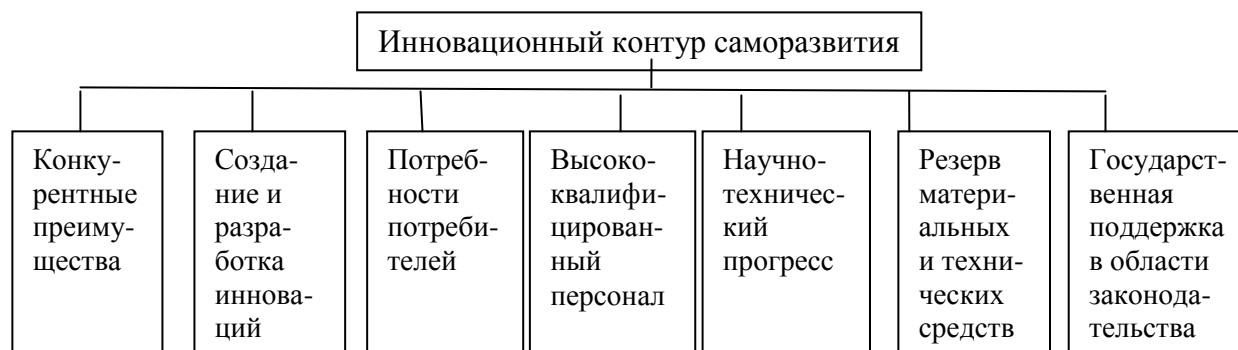 Инновационный контур саморазвития
Конку-
рентные
преиму-
щества
Созда-
ние и
разра-
ботка
иннова-
ций
Потреб-
ности
потреби-
телей
Высоко-
квалифи-
цирован-
ный
персонал
Научно-
техничес-
кий
прогресс
Резерв
матери-
альных
и техни-
ческих
средств
Государст-
венная
поддержка
в области
законода-
тельства